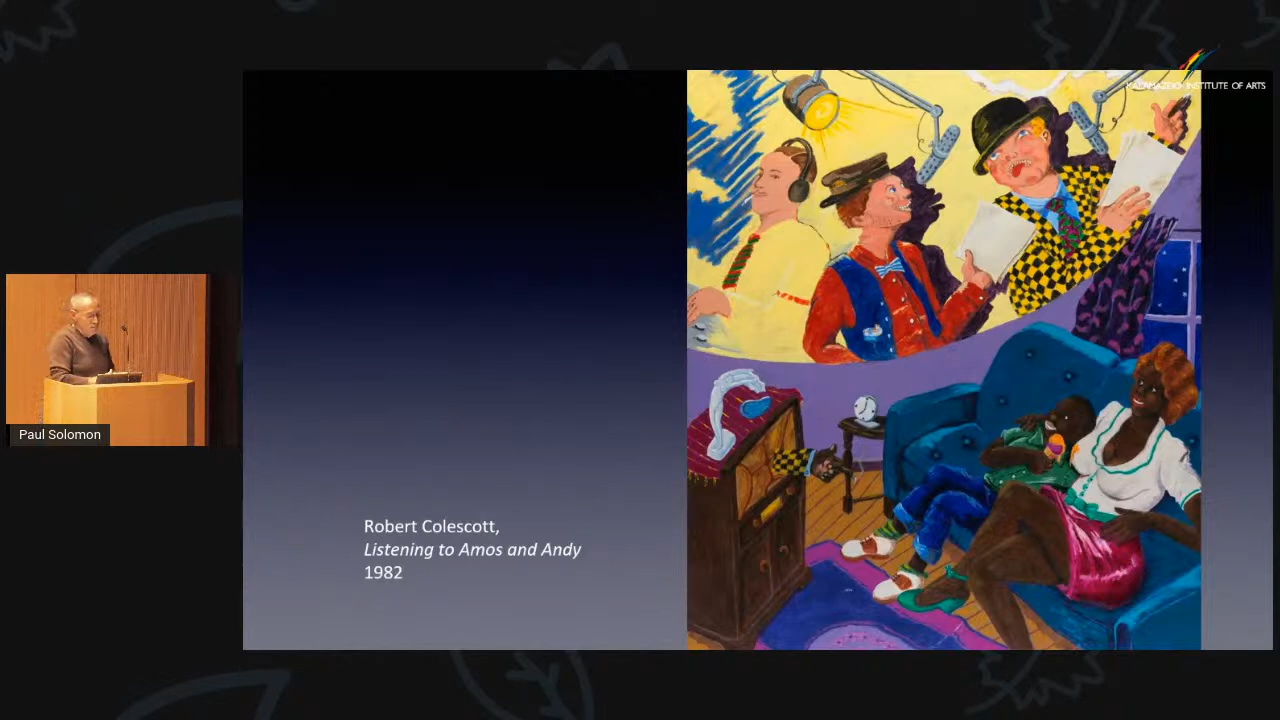 KALAMAZOO INSTITUTE OF ARTS
Paul Solomon
Robert Colescott,
Listening to Amos and Andy
1982